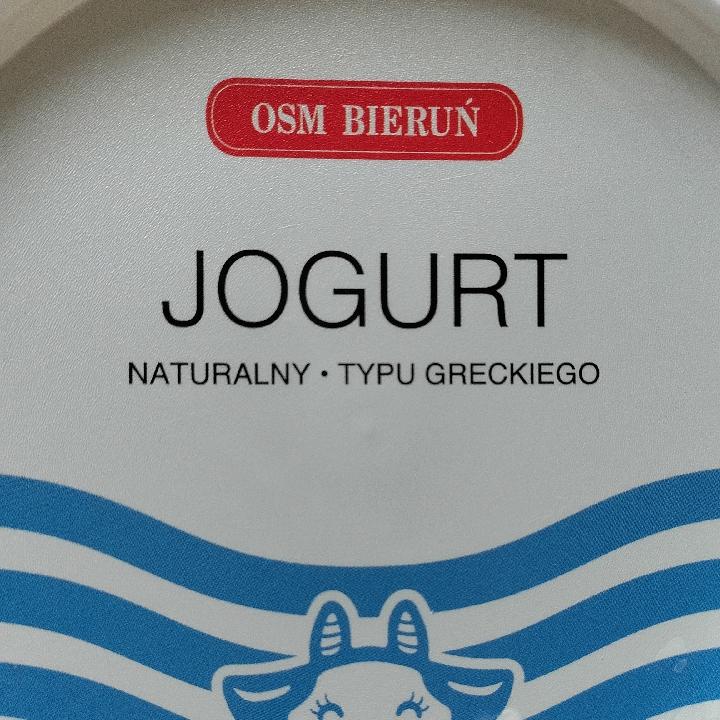 OSM BIERUŃ
JOGURT
NATURALNY • TYPU GRECKIEGO